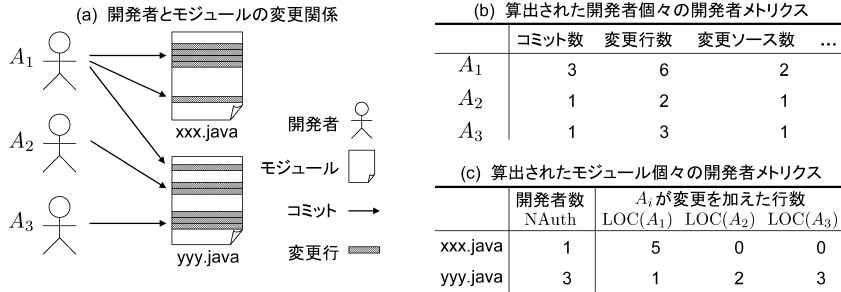 (a) 開発者とモジュールの変更関係
A1
A2
A3
xxx.java
yyy.java
開発者
モジュール
コミット
変更行
(b) 算出された開発者個々の開発者メトリクス
コミット数 変更行数 変更ソース数 ...
A1 3 6 2
A2 1 2 1
A3 1 3 1
(c) 算出されたモジュール個々の開発者メトリクス
開発者数 Aiが変更を加えた行数
NAuth LOC(A1) LOC(A2) LOC(A3)
xxx.java 1 5 0 0
yyy.java 3 1 2 3